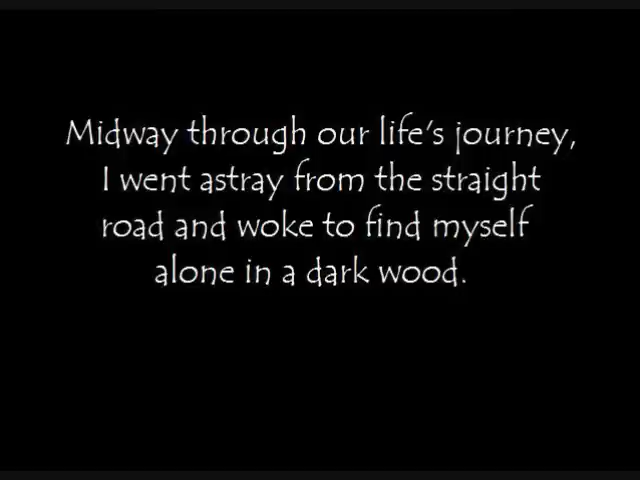 Midway through our life's journey,
I went astray from the straight
road and woke to find myself
alone in a dark wood.